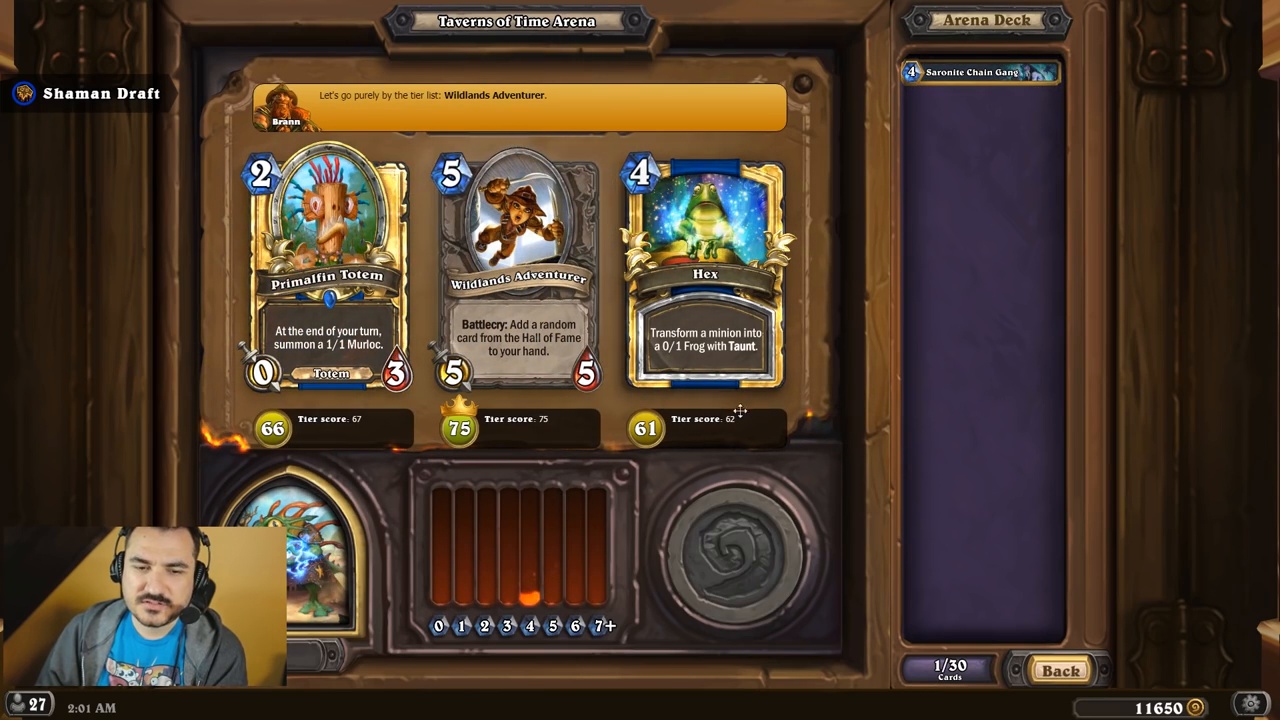 Taverns of Time Arena
Arena Deck
4 Saronite Chain Gang
Shaman Draft
Let's go purely by the tier list: Wildlands Adventurer.
Brann
2
Primalfin Totem
At the end of your turn,
summon a 1/1 Murloc.
Totem
0
3
5
Wildlands Adventurer
Battlecry: Add a random
card from the Hall of Fame
to your hand.
5
5
4
Hex
Transform a minion into
a 0/1 Frog with Taunt.
66 Tier score: 67
75 Tier score: 75
61 Tier score: 62
0 1 2 3 4 5 6 7+
1/30
Cards
Back
27
2:01 AM
11650